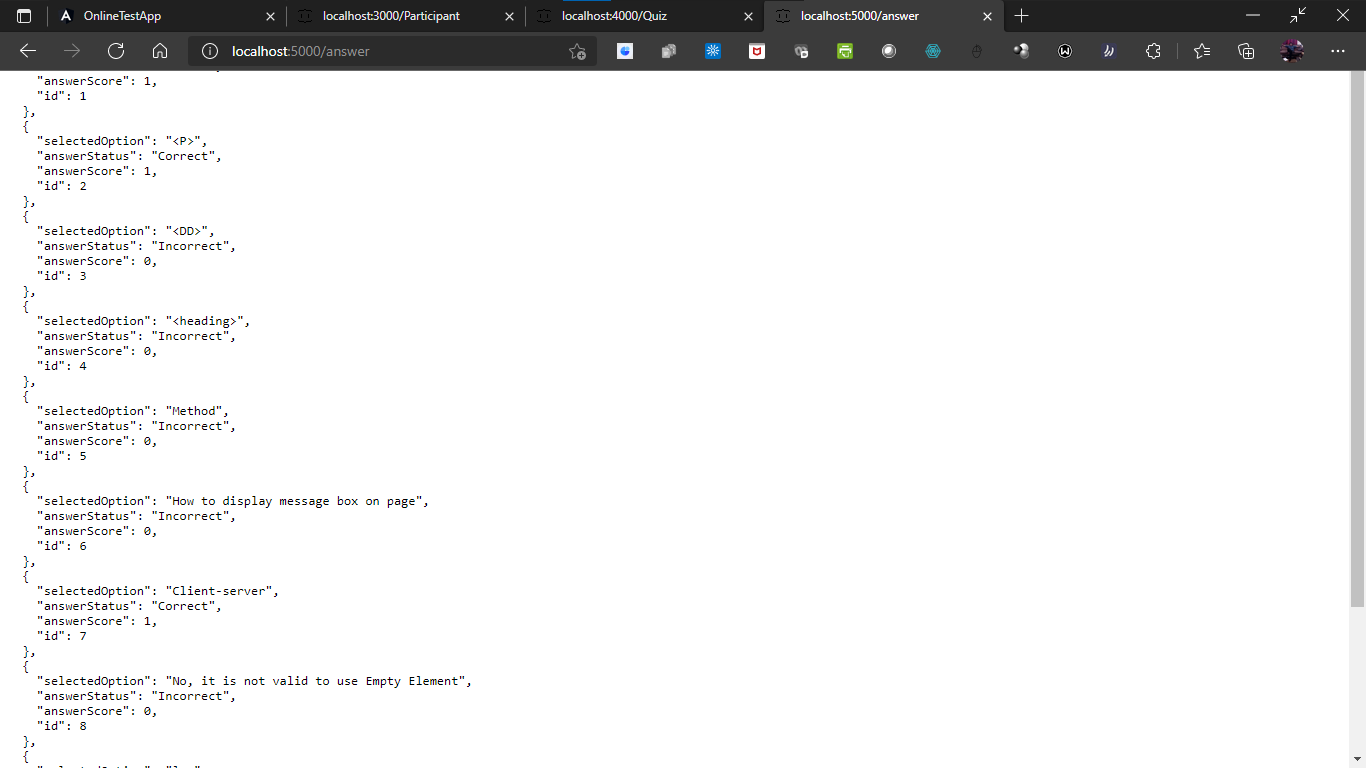 OnlineTestApp
localhost:3000/Participant
localhost:4000/Quiz
localhost:5000/answer
localhost:5000/answer
"answerScore": 1,
"id": 1
},
{
"selectedOption": "<P>",
"answerStatus": "Correct",
"answerScore": 1,
"id": 2
},
{
"selectedOption": "<DD>",
"answerStatus": "Incorrect",
"answerScore": 0,
"id": 3
},
{
"selectedOption": "<heading>",
"answerStatus": "Incorrect",
"answerScore": 0,
"id": 4
},
{
"selectedOption": "Method",
"answerStatus": "Incorrect",
"answerScore": 0,
"id": 5
},
{
"selectedOption": "How to display message box on page",
"answerStatus": "Incorrect",
"answerScore": 0,
"id": 6
},
{
"selectedOption": "Client-server",
"answerStatus": "Correct",
"answerScore": 1,
"id": 7
},
{
"selectedOption": "No, it is not valid to use Empty Element",
"answerStatus": "Incorrect",
"answerScore": 0,
"id": 8
},
{